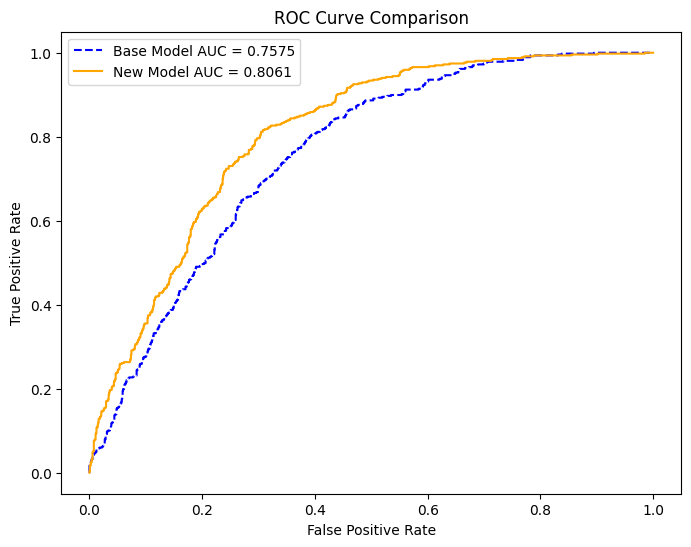 ROC Curve Comparison
Base Model AUC = 0.7575
New Model AUC = 0.8061
True Positive Rate
1.0
0.8
0.6
0.4
0.2
0.0
0.0 0.2 0.4 0.6 0.8 1.0
False Positive Rate